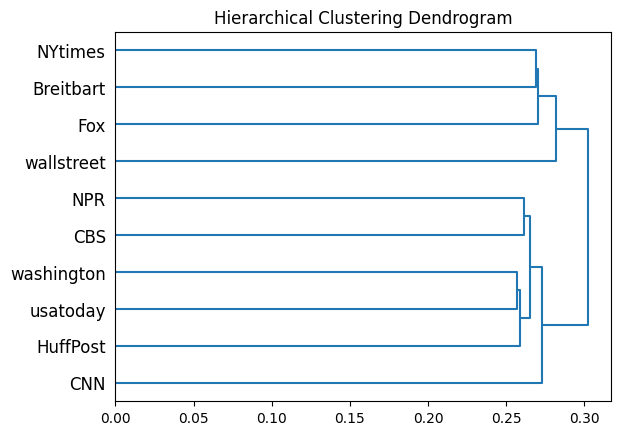 Hierarchical Clustering Dendrogram
NYtimes
Breitbart
Fox
wallstreet
NPR
CBS
washington
usatoday
HuffPost
CNN
0.00 0.05 0.10 0.15 0.20 0.25 0.30